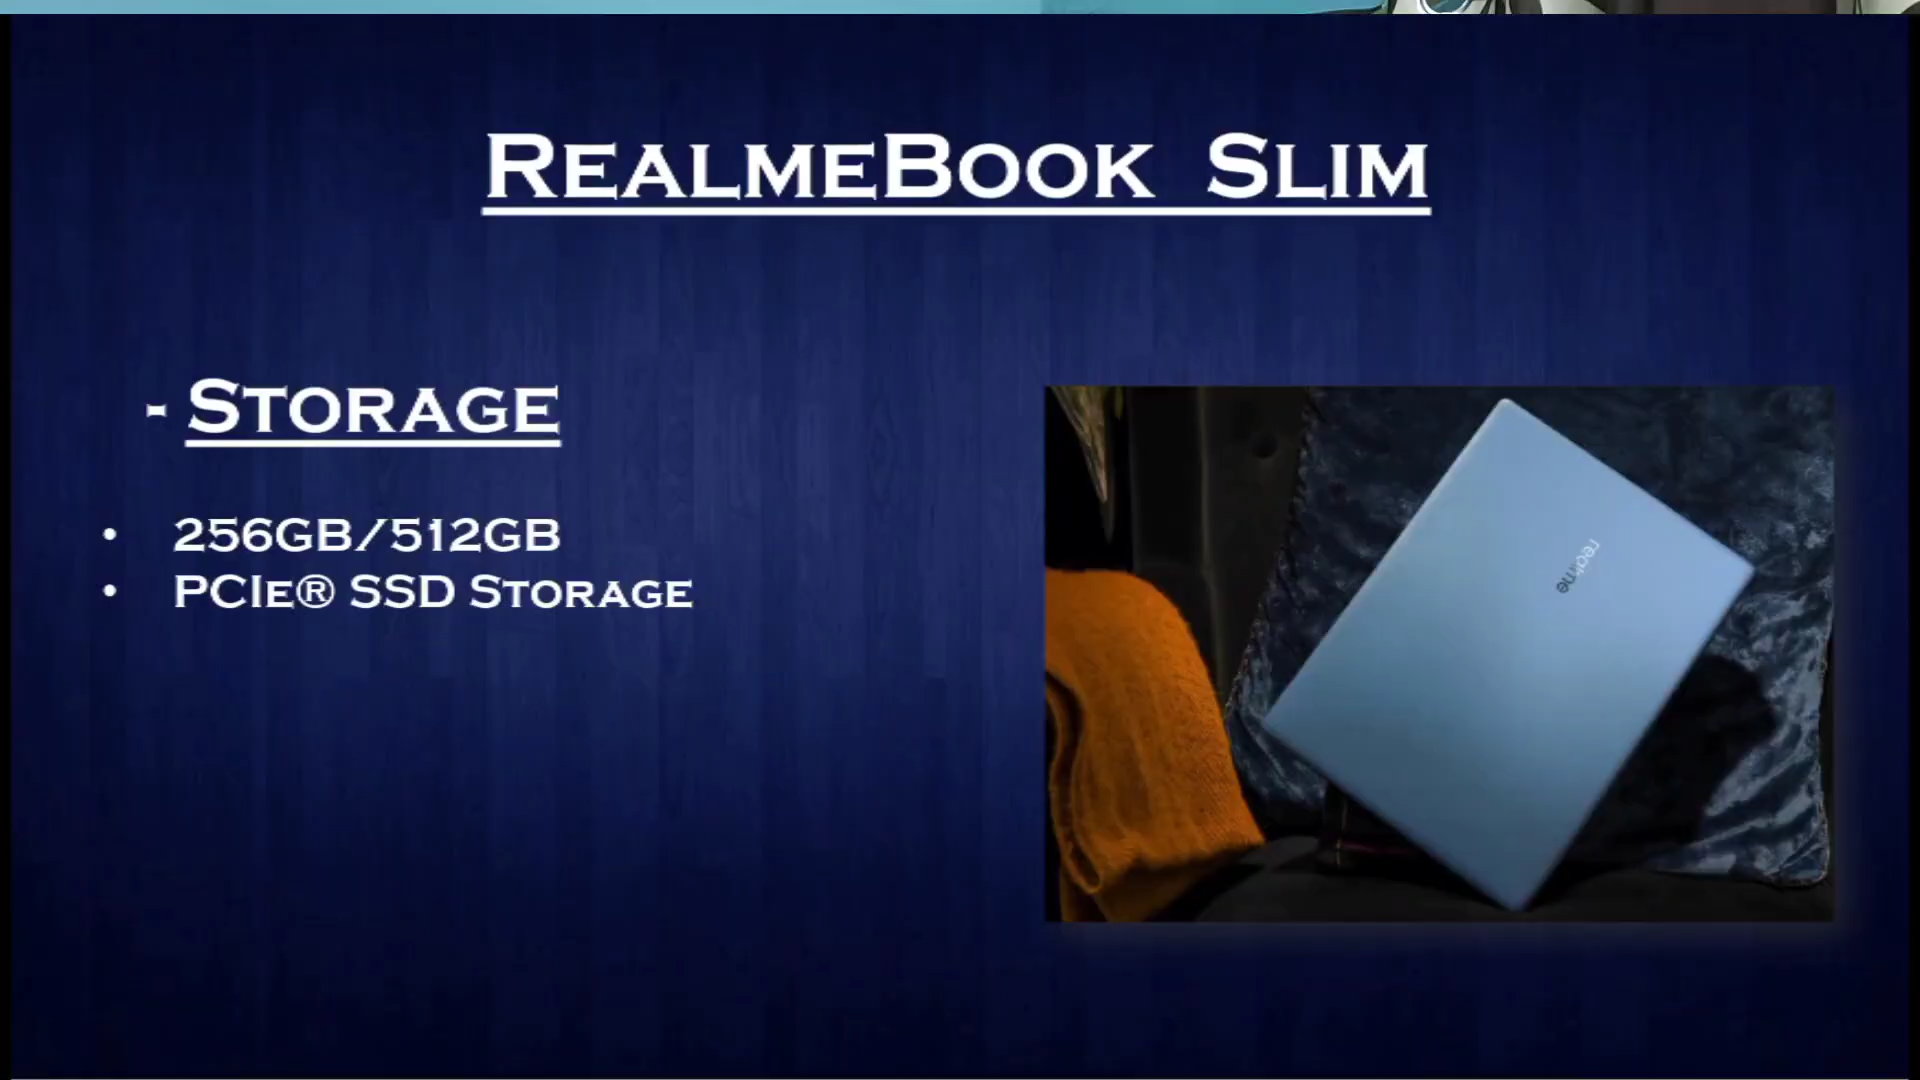 RealmeBook Slim
- Storage
• 256GB/512GB
• PCIe® SSD Storage
realme